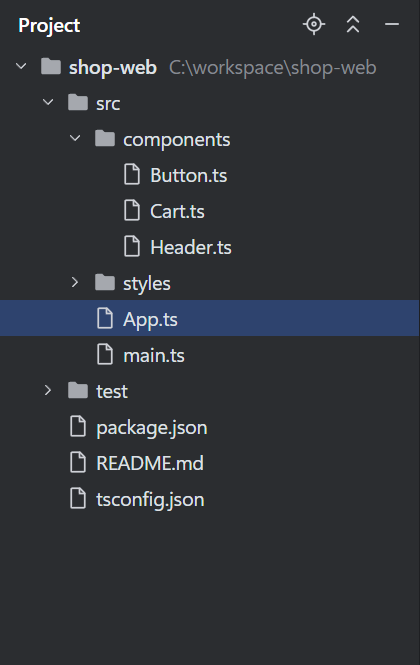 Project
shop-web C:\workspace\shop-web
src
components
Button.ts
Cart.ts
Header.ts
styles
App.ts
main.ts
test
package.json
README.md
tsconfig.json